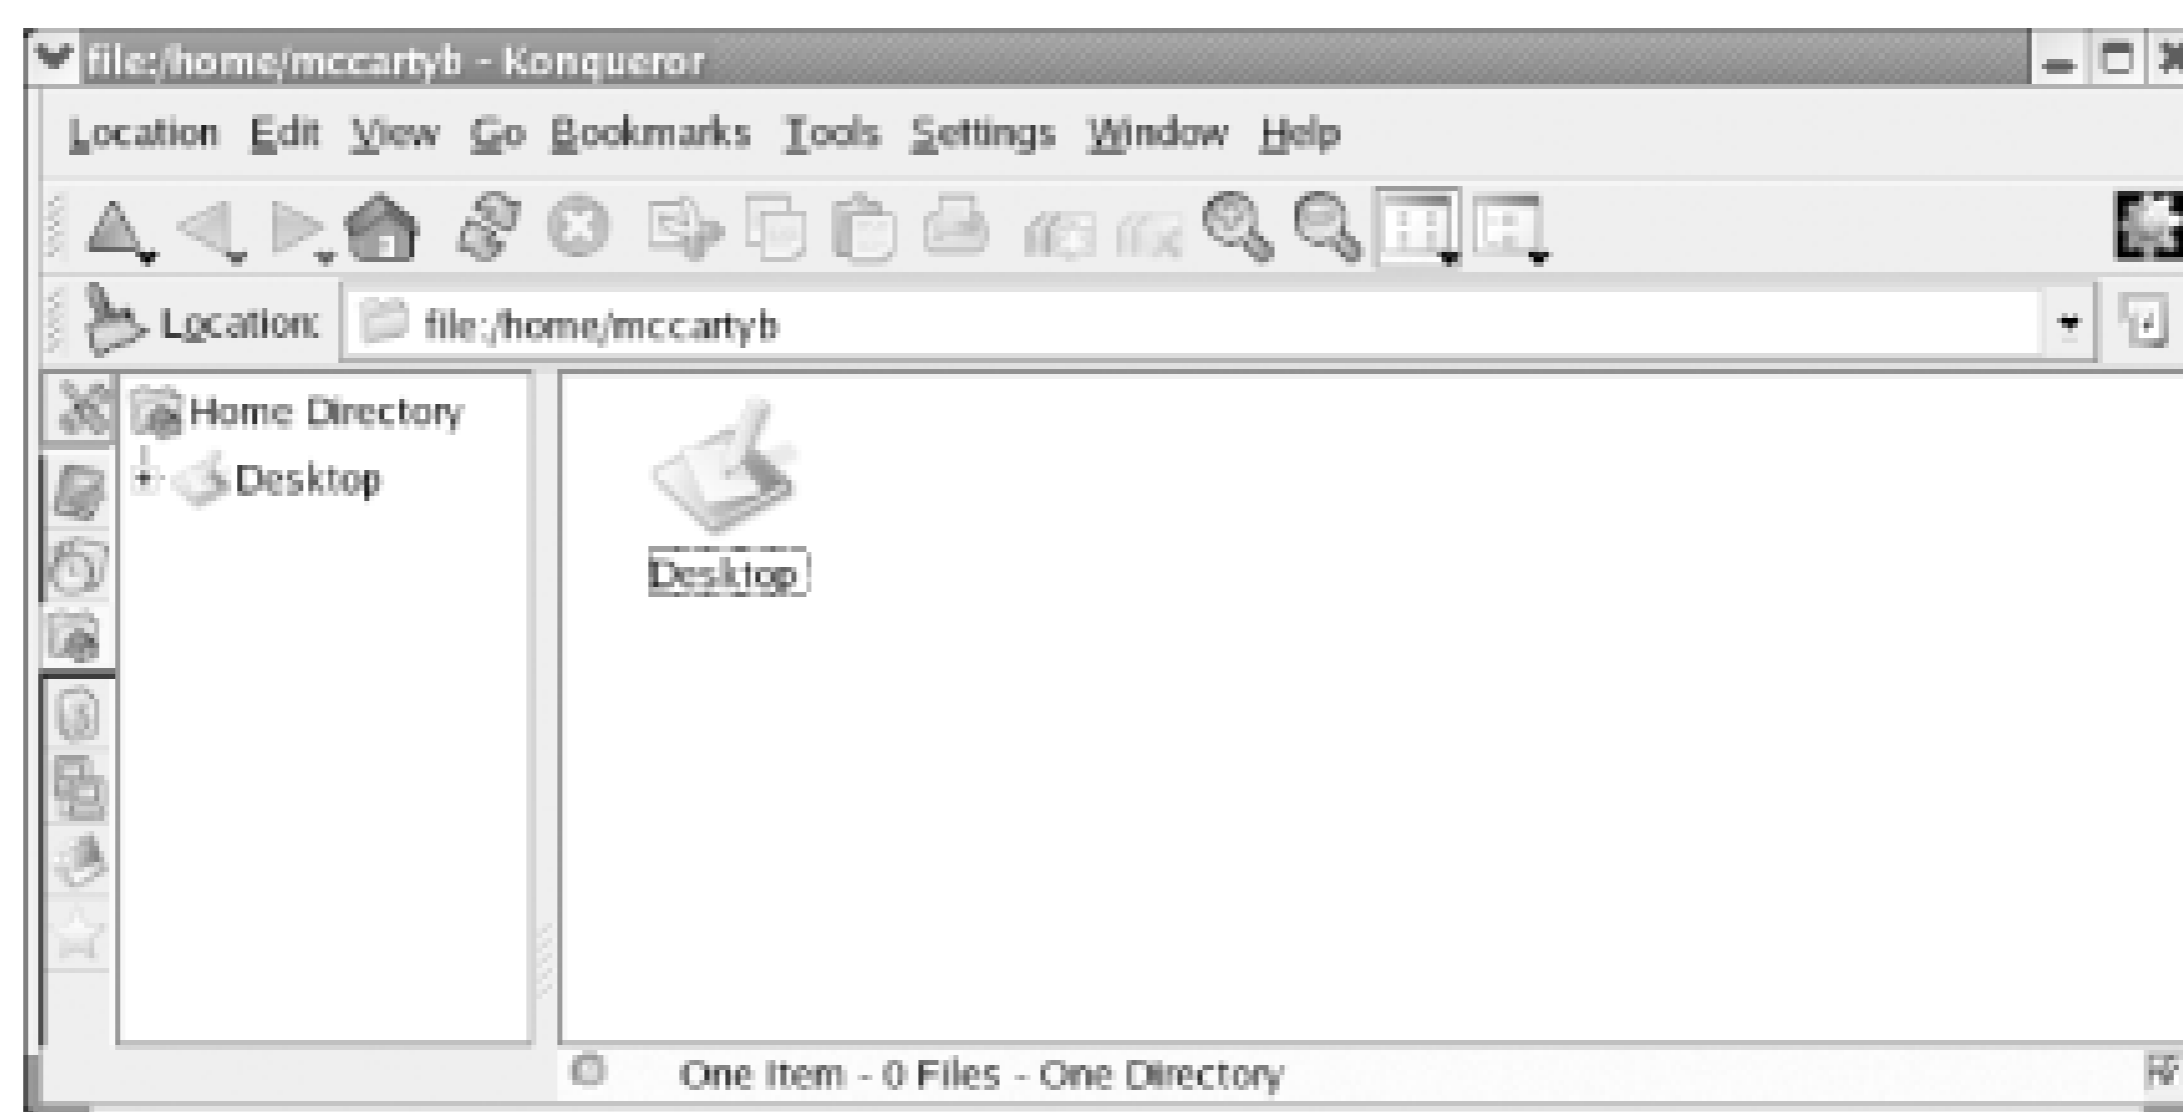 file:/home/mccartyb - Konqueror
Location Edit View Go Bookmarks Tools Settings Window Help
Location: file:/home/mccartyb
Home Directory
Desktop
Desktop
One Item - 0 Files - One Directory